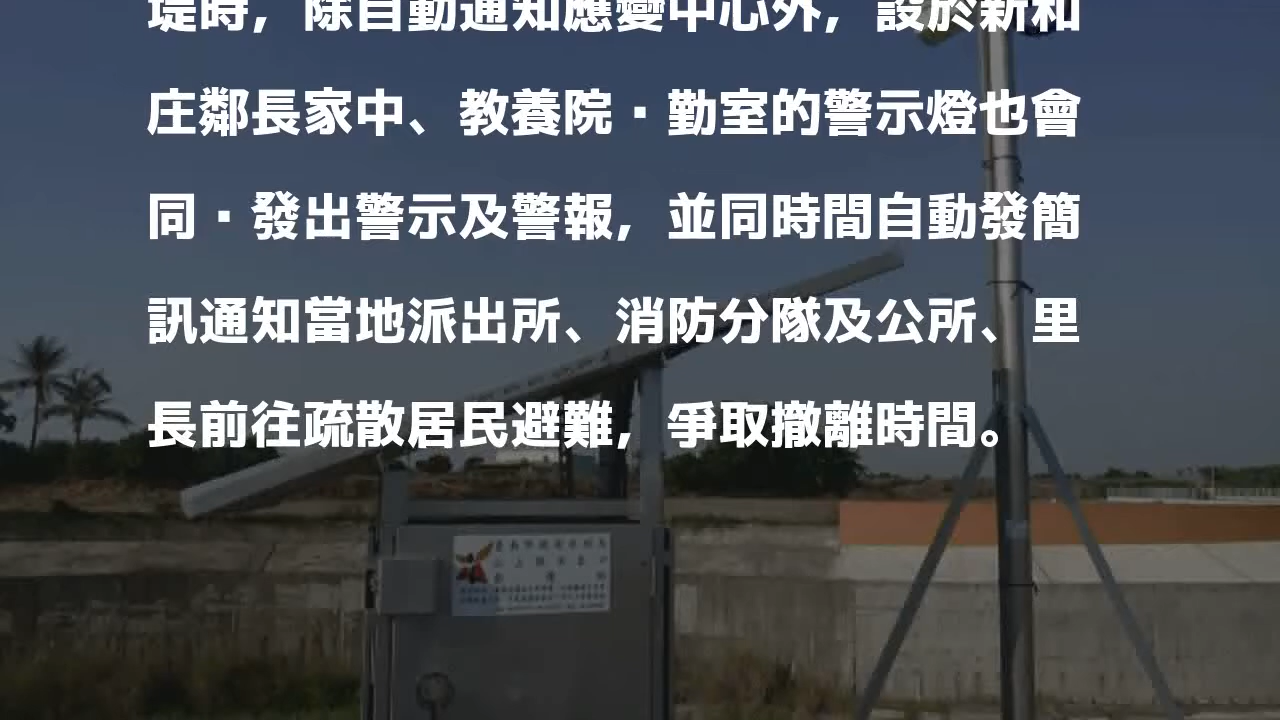 堤時，除自動通知應變中心外，設於新和
庄鄰長家中、教養院·勤室的警示燈也會
同·發出警示及警報，並同時間自動發簡
訊通知當地派出所、消防分隊及公所、里
長前往疏散居民避難，爭取撤離時間。